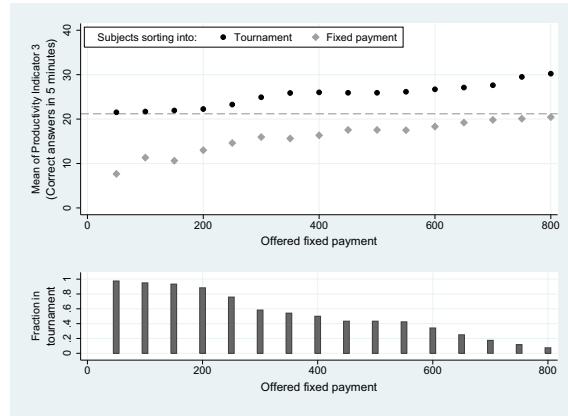 Mean of Productivity Indicator 3
(Correct answers in 5 minutes)
40
30
20
10
0
Subjects sorting into: Tournament Fixed payment
0 200 400 600 800
Offered fixed payment
Fraction in
tournament
1
.8
.6
.4
.2
0
0 200 400 600 800
Offered fixed payment